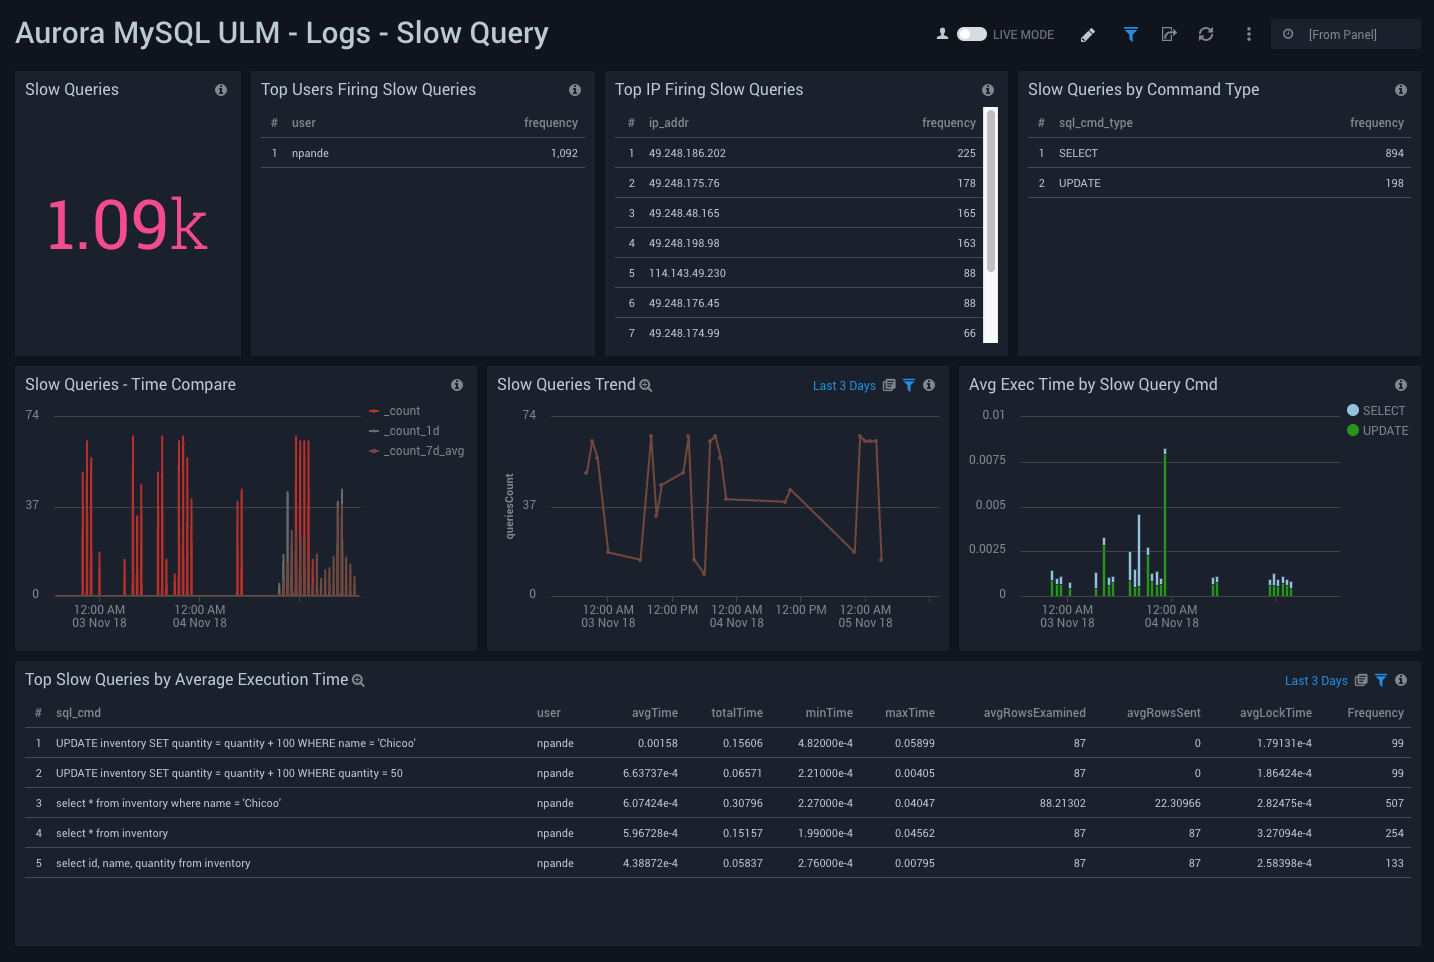 Aurora MySQL ULM - Logs - Slow Query
LIVE MODE
[From Panel]
Slow Queries
1.09k
Top Users Firing Slow Queries
# user frequency
1 npande 1,092
Top IP Firing Slow Queries
# ip_addr frequency
1 49.248.186.202 225
2 49.248.175.76 178
3 49.248.48.165 165
4 49.248.198.98 163
5 114.143.49.230 88
6 49.248.176.45 88
7 49.248.174.99 66
Slow Queries by Command Type
# sql_cmd_type frequency
1 SELECT 894
2 UPDATE 198
Slow Queries - Time Compare
74
37
0
12:00 AM 12:00 AM
03 Nov 18 04 Nov 18
_count
_count_1d
_count_7d_avg
Slow Queries Trend
Last 3 Days
queriesCount
74
37
0
12:00 AM 12:00 PM 12:00 AM 12:00 PM 12:00 AM
03 Nov 18 04 Nov 18 05 Nov 18
Avg Exec Time by Slow Query Cmd
0.01
0.0075
0.005
0.0025
0
12:00 AM 12:00 AM
03 Nov 18 04 Nov 18
SELECT
UPDATE
Top Slow Queries by Average Execution Time
Last 3 Days
# sql_cmd user avgTime totalTime minTime maxTime avgRowsExamined avgRowsSent avgLockTime Frequency
1 UPDATE inventory SET quantity = quantity + 100 WHERE name = 'Chicoo' npande 0.00158 0.15606 4.82000e-4 0.05899 87 0 1.79131e-4 99
2 UPDATE inventory SET quantity = quantity + 100 WHERE quantity = 50 npande 6.63737e-4 0.06571 2.21000e-4 0.00405 87 0 1.86424e-4 99
3 select * from inventory where name = 'Chicoo' npande 6.07424e-4 0.30796 2.27000e-4 0.04047 88.21302 22.30966 2.82475e-4 507
4 select * from inventory npande 5.96728e-4 0.15157 1.99000e-4 0.04562 87 87 3.27094e-4 254
5 select id, name, quantity from inventory npande 4.38872e-4 0.05837 2.76000e-4 0.00795 87 87 2.58398e-4 133